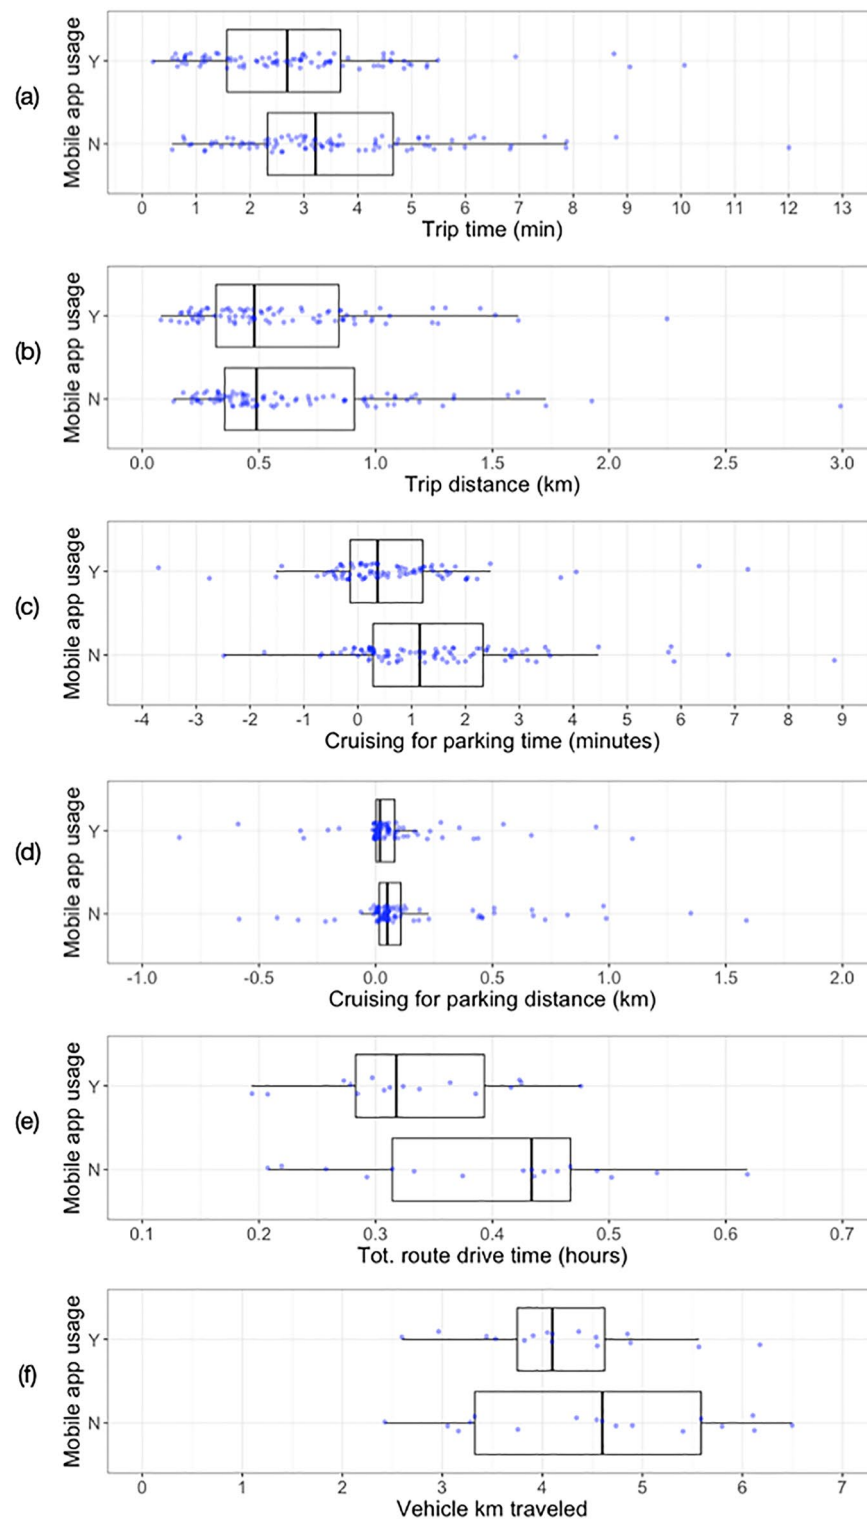 (a)
Mobile app usage
Y
N
0 1 2 3 4 5 6 7 8 9 10 11 12 13
Trip time (min)
(b)
Mobile app usage
Y
N
0.0 0.5 1.0 1.5 2.0 2.5 3.0
Trip distance (km)
(c)
Mobile app usage
Y
N
-4 -3 -2 -1 0 1 2 3 4 5 6 7 8 9
Cruising for parking time (minutes)
(d)
Mobile app usage
Y
N
-1.0 -0.5 0.0 0.5 1.0 1.5 2.0
Cruising for parking distance (km)
(e)
Mobile app usage
Y
N
0.1 0.2 0.3 0.4 0.5 0.6 0.7
Tot. route drive time (hours)
(f)
Mobile app usage
Y
N
0 1 2 3 4 5 6 7
Vehicle km traveled